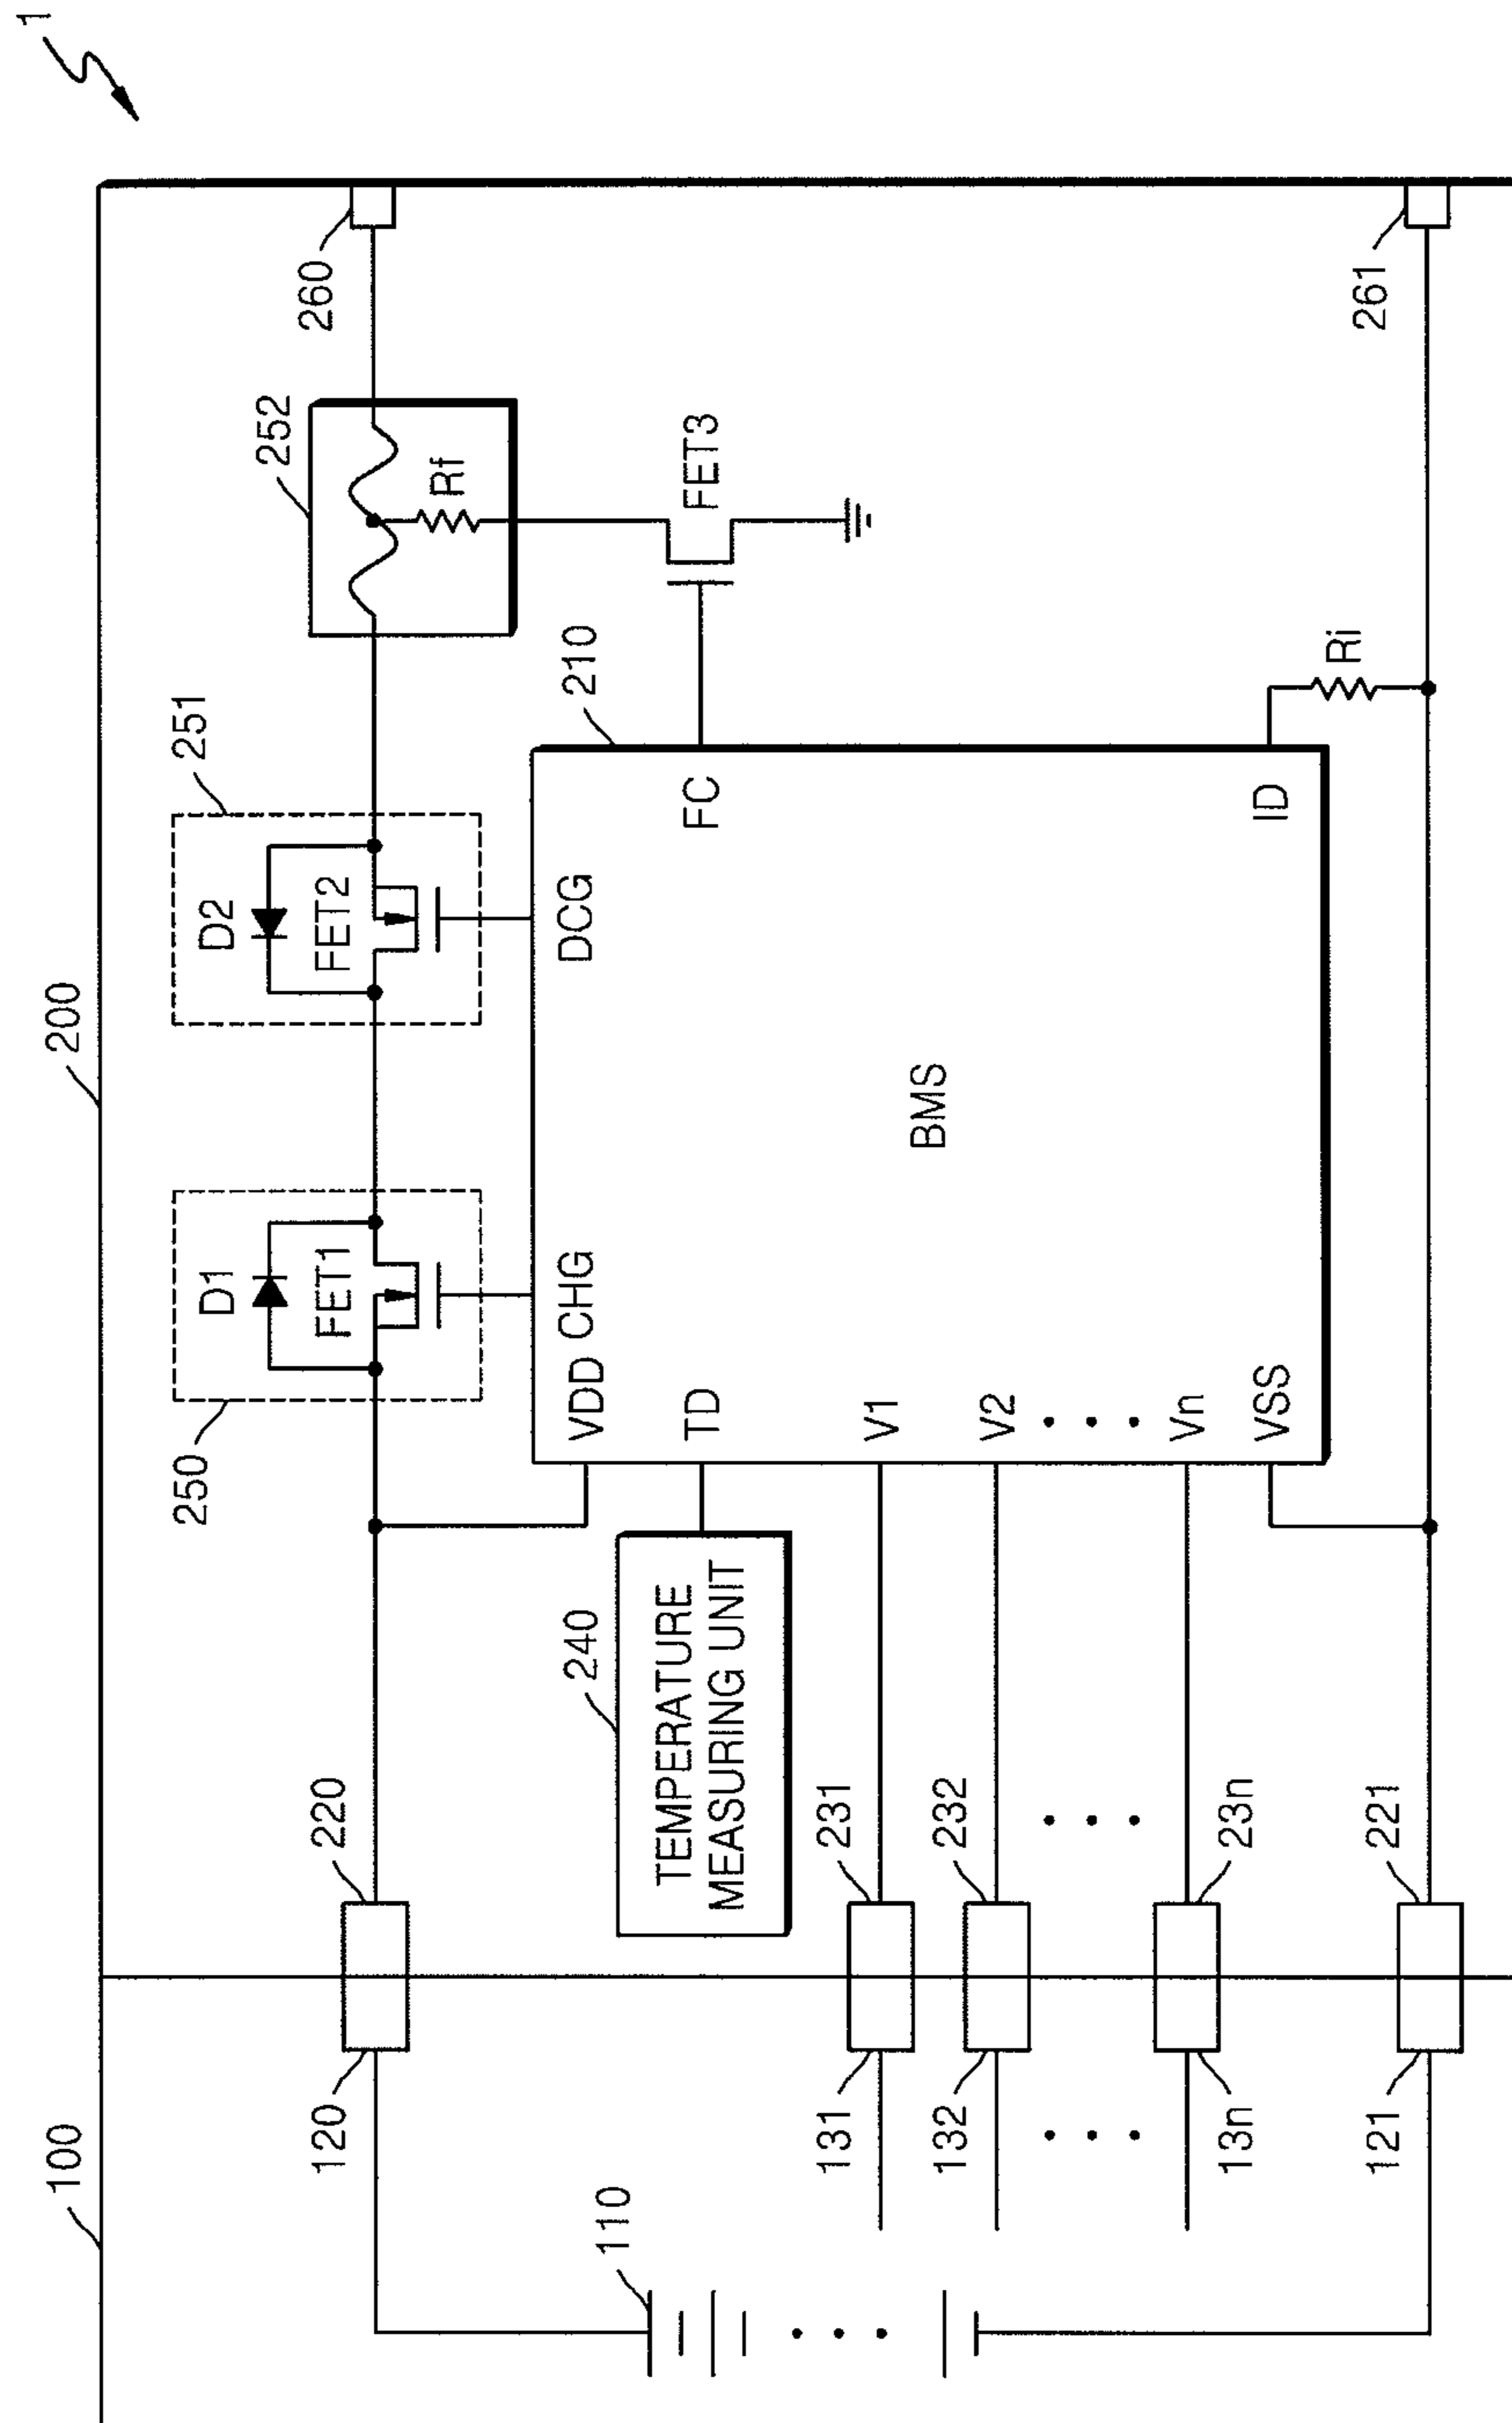 1
100
200
250
251
252
260
D1
D2
FET1
FET2
Rf
120
220
210
FET3
VDD CHG
DCG
FC
240
TEMPERATURE
MEASURING UNIT
TD
110
131
231
V1
BMS
132
232
V2
13n
23n
Vn
121
221
VSS
ID
Ri
261